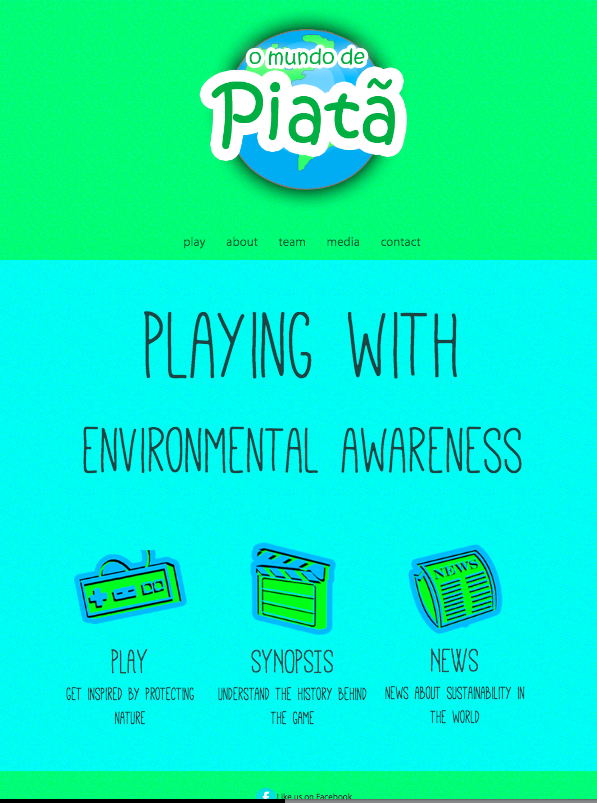 o mundo de
Piatã
play about team media contact
PLAYING WITH
ENVIRONMENTAL AWARENESS
NEWS
PLAY
GET INSPIRED BY PROTECTING
NATURE
SYNOPSIS
UNDERSTAND THE HISTORY BEHIND
THE GAME
NEWS
NEWS ABOUT SUSTAINABILITY IN
THE WORLD
f Like us on Facebook